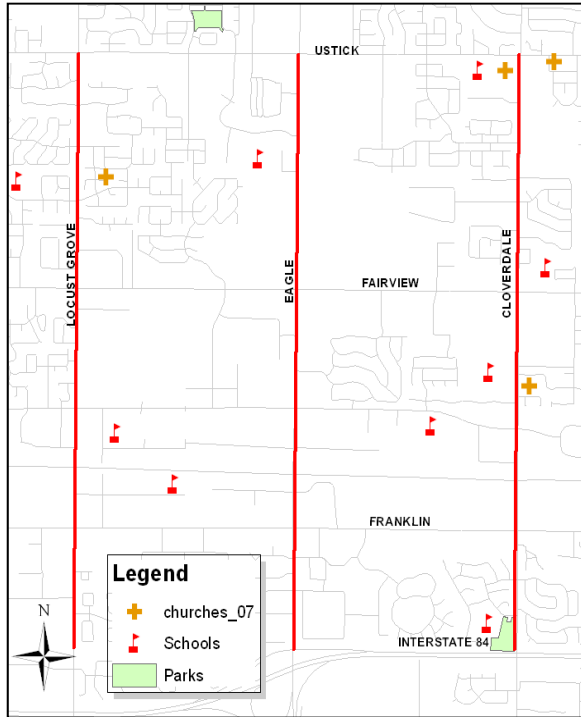 USTICK
LOCUST GROVE
EAGLE
CLOVERDALE
FAIRVIEW
FRANKLIN
INTERSTATE 84
N
Legend
churches_07
Schools
Parks